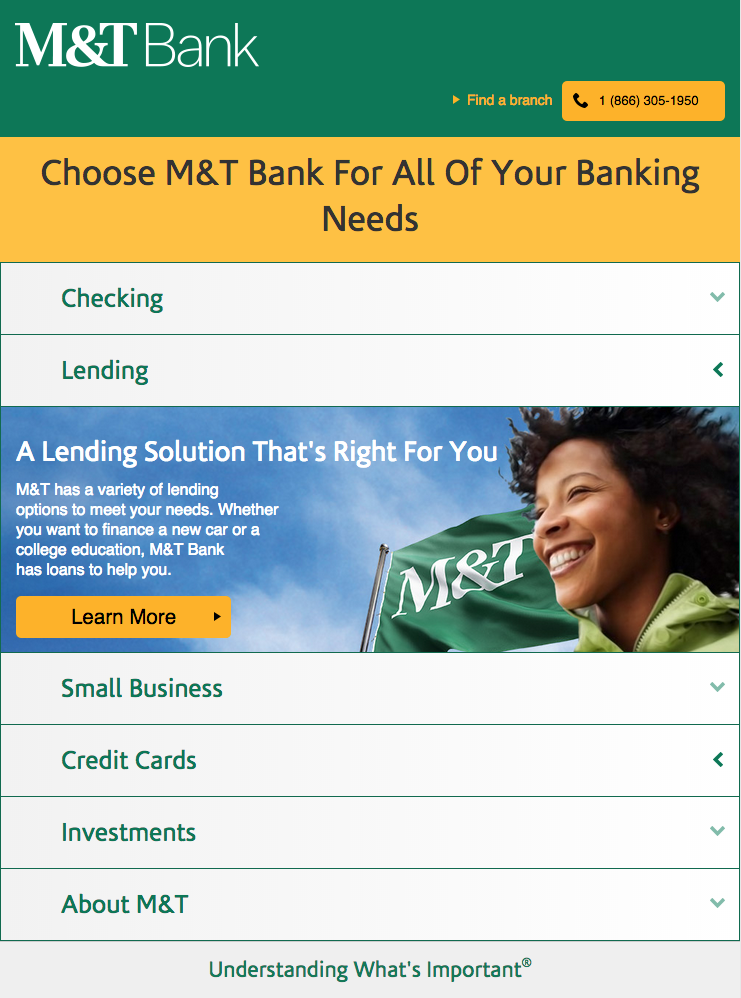 M&T Bank
Find a branch
1 (866) 305-1950
Choose M&T Bank For All Of Your Banking
Needs
Checking
Lending
A Lending Solution That's Right For You
M&T has a variety of lending
options to meet your needs. Whether
you want to finance a new car or a
college education, M&T Bank
has loans to help you.
M&T
Learn More
Small Business
Credit Cards
Investments
About M&T
Understanding What's Important®